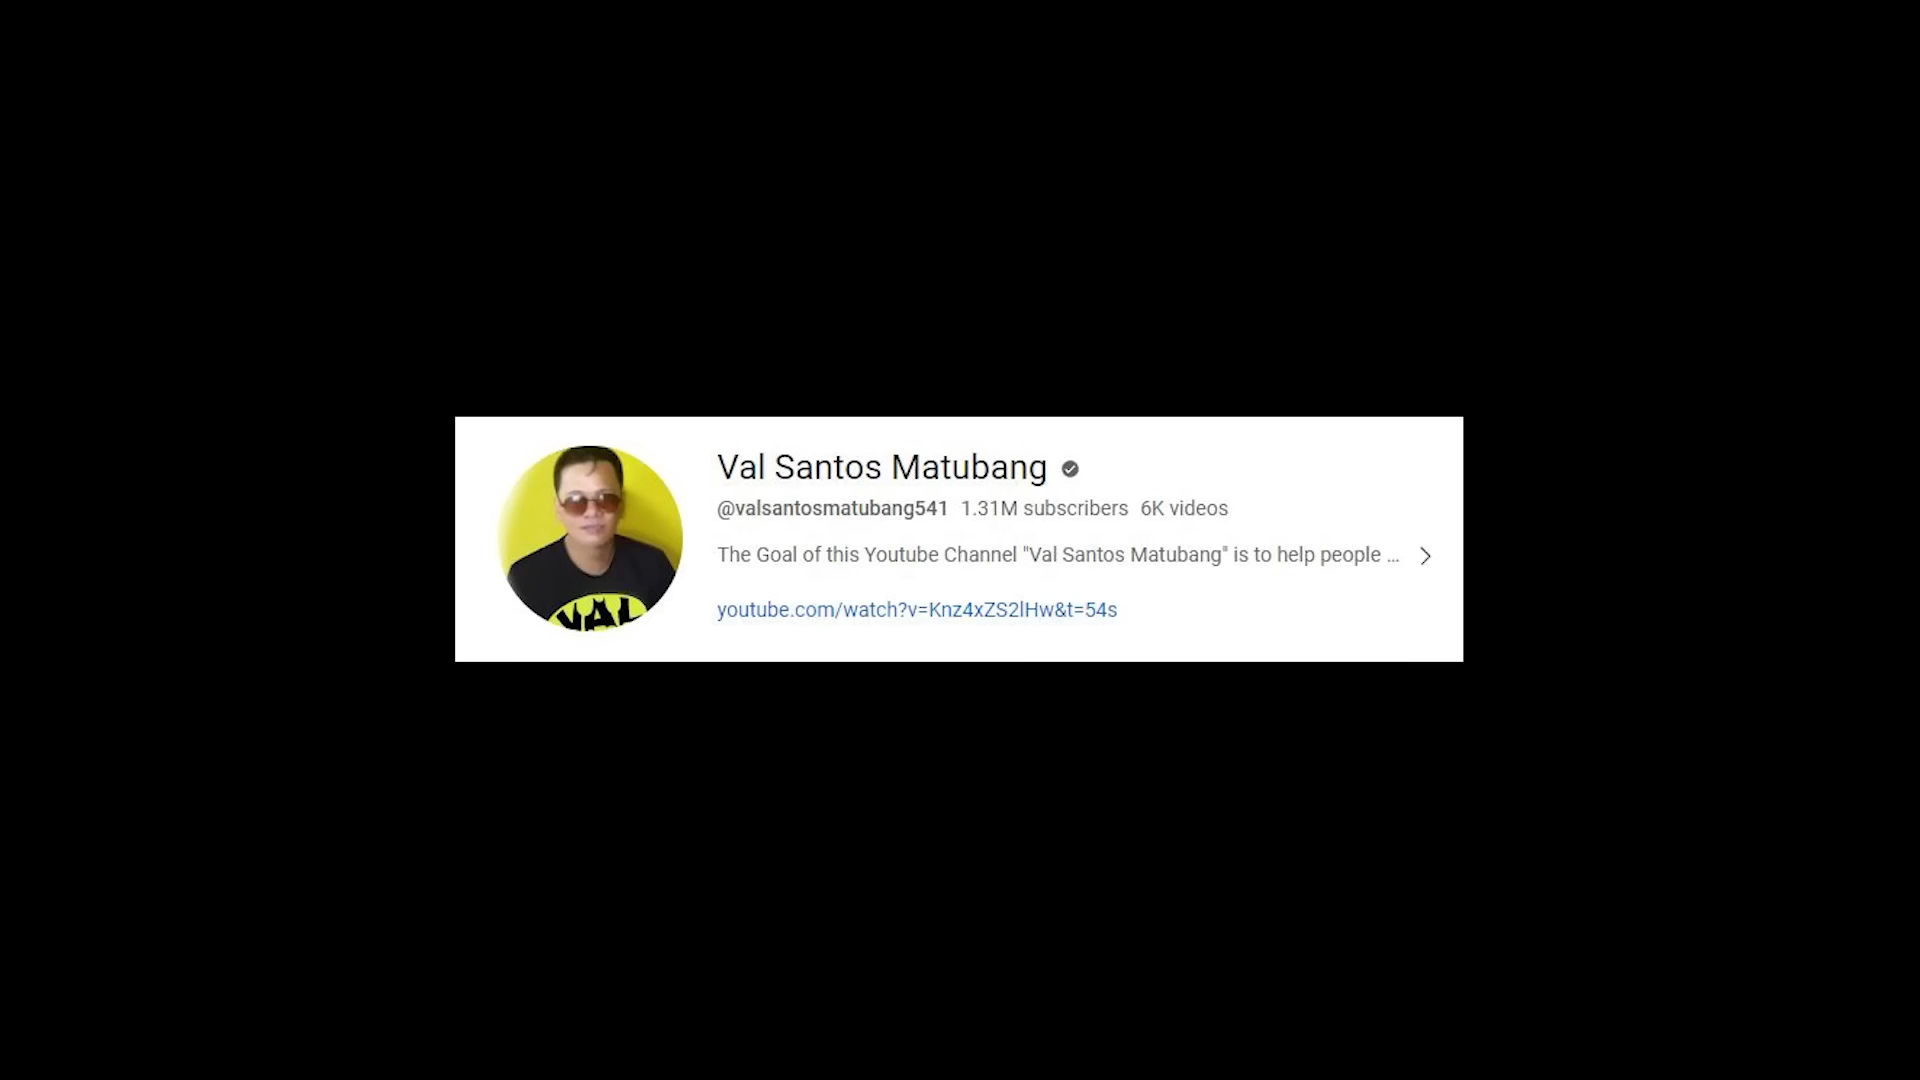 Val Santos Matubang
@valsantosmatubang541 1.31M subscribers 6K videos
The Goal of this Youtube Channel "Val Santos Matubang" is to help people ...
youtube.com/watch?v=Knz4xZS2lHw&t=54s
VAL